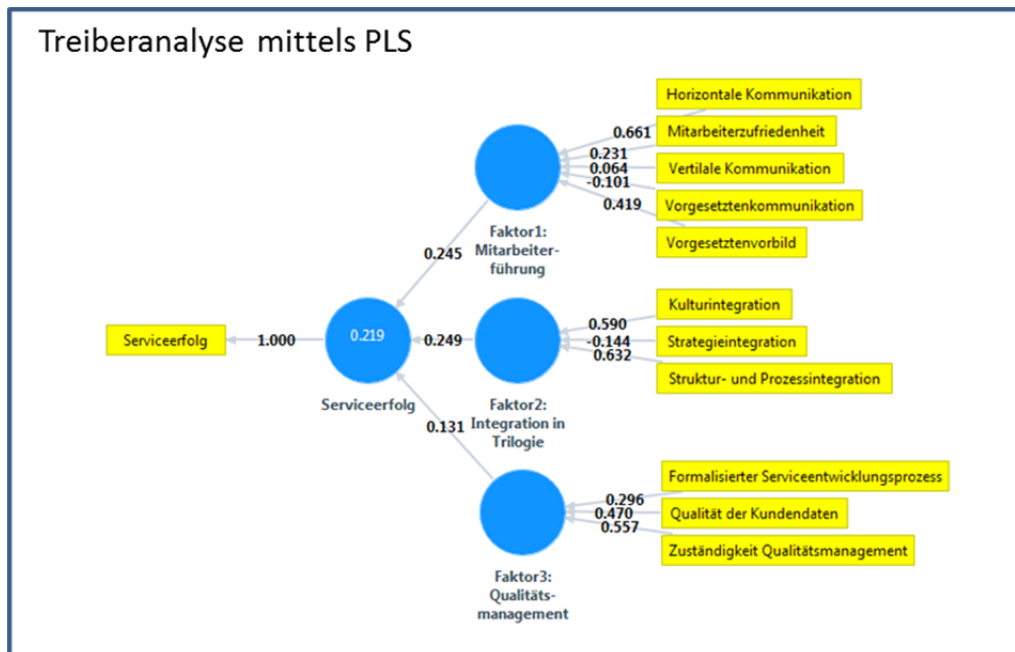 Treiberanalyse mittels PLS
Horizontale Kommunikation
0.661
Mitarbeiterzufriedenheit
0.231
0.064
Vertilale Kommunikation
-0.101
0.419
Vorgesetztenkommunikation
Vorgesetztenvorbild
Faktor1:
Mitarbeiter-
führung
0.245
Kulturintegration
0.590
Serviceerfolg
1.000
0.219
0.249
-0.144
Strategieintegration
0.632
Struktur- und Prozessintegration
Serviceerfolg
Faktor2:
Integration in
Trilogie
0.131
Formalisierter Serviceentwicklungsprozess
0.296
0.470
Qualität der Kundendaten
0.557
Zuständigkeit Qualitätsmanagement
Faktor3:
Qualitäts-
management